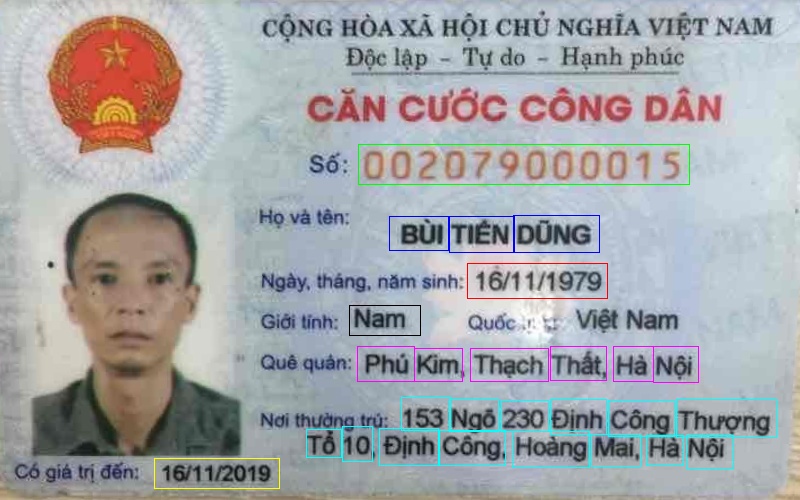 CỘNG HÒA XÃ HỘI CHỦ NGHĨA VIỆT NAM
Độc lập - Tự do - Hạnh phúc
CĂN CƯỚC CÔNG DÂN
Số: 002079000015
Họ và tên:
BÙI TIẾN DŨNG
Ngày, tháng, năm sinh: 16/11/1979
Giới tính: Nam Quốc Việt Nam
Quê quán: Phú Kim, Thạch Thất, Hà Nội
Nơi thường trú: 153 Ngõ 230 Định Công Thượng
Tổ 10, Định Công, Hoàng Mai, Hà Nội
Có giá trị đến: 16/11/2019